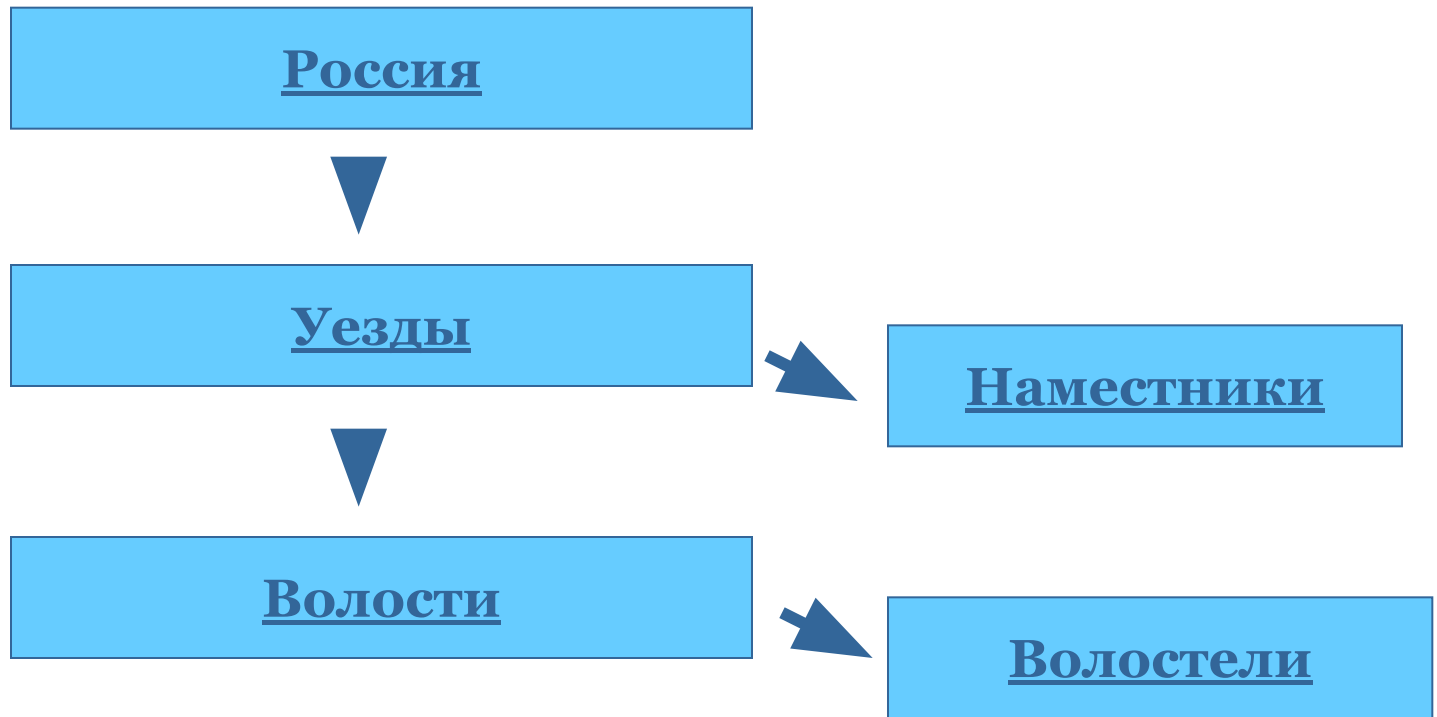 Россия
Уезды
Наместники
Волости
Волостели